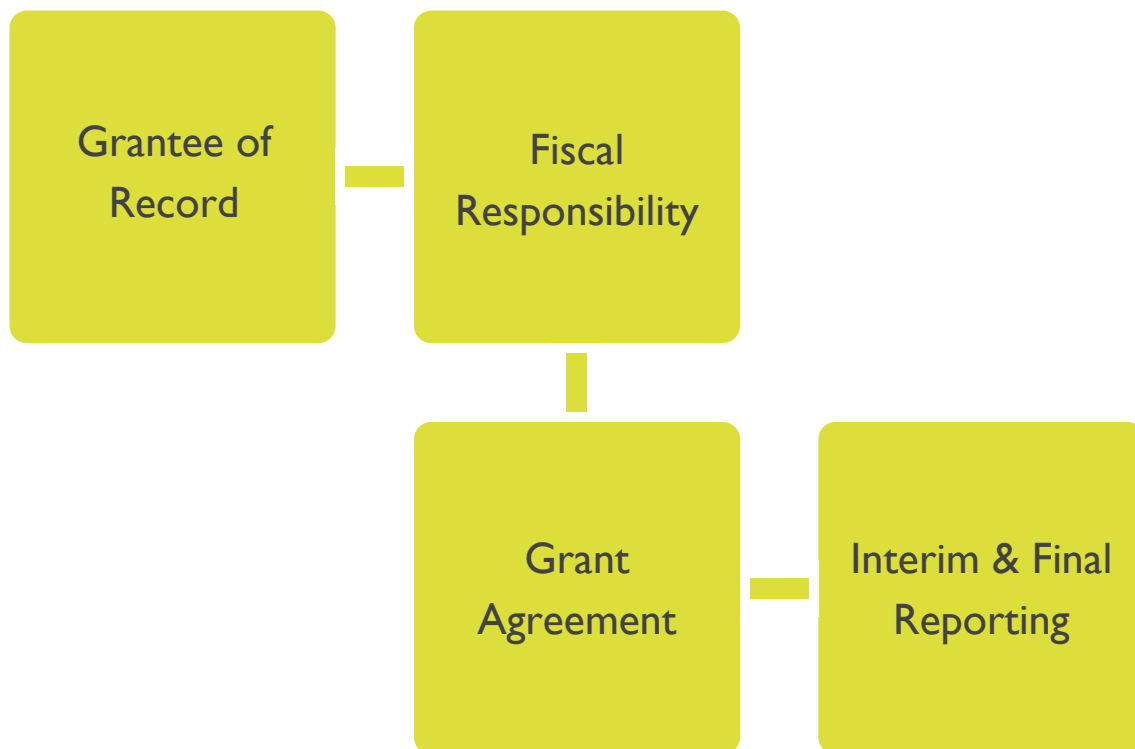 Grantee of
Record
Fiscal
Responsibility
Grant
Agreement
Interim & Final
Reporting